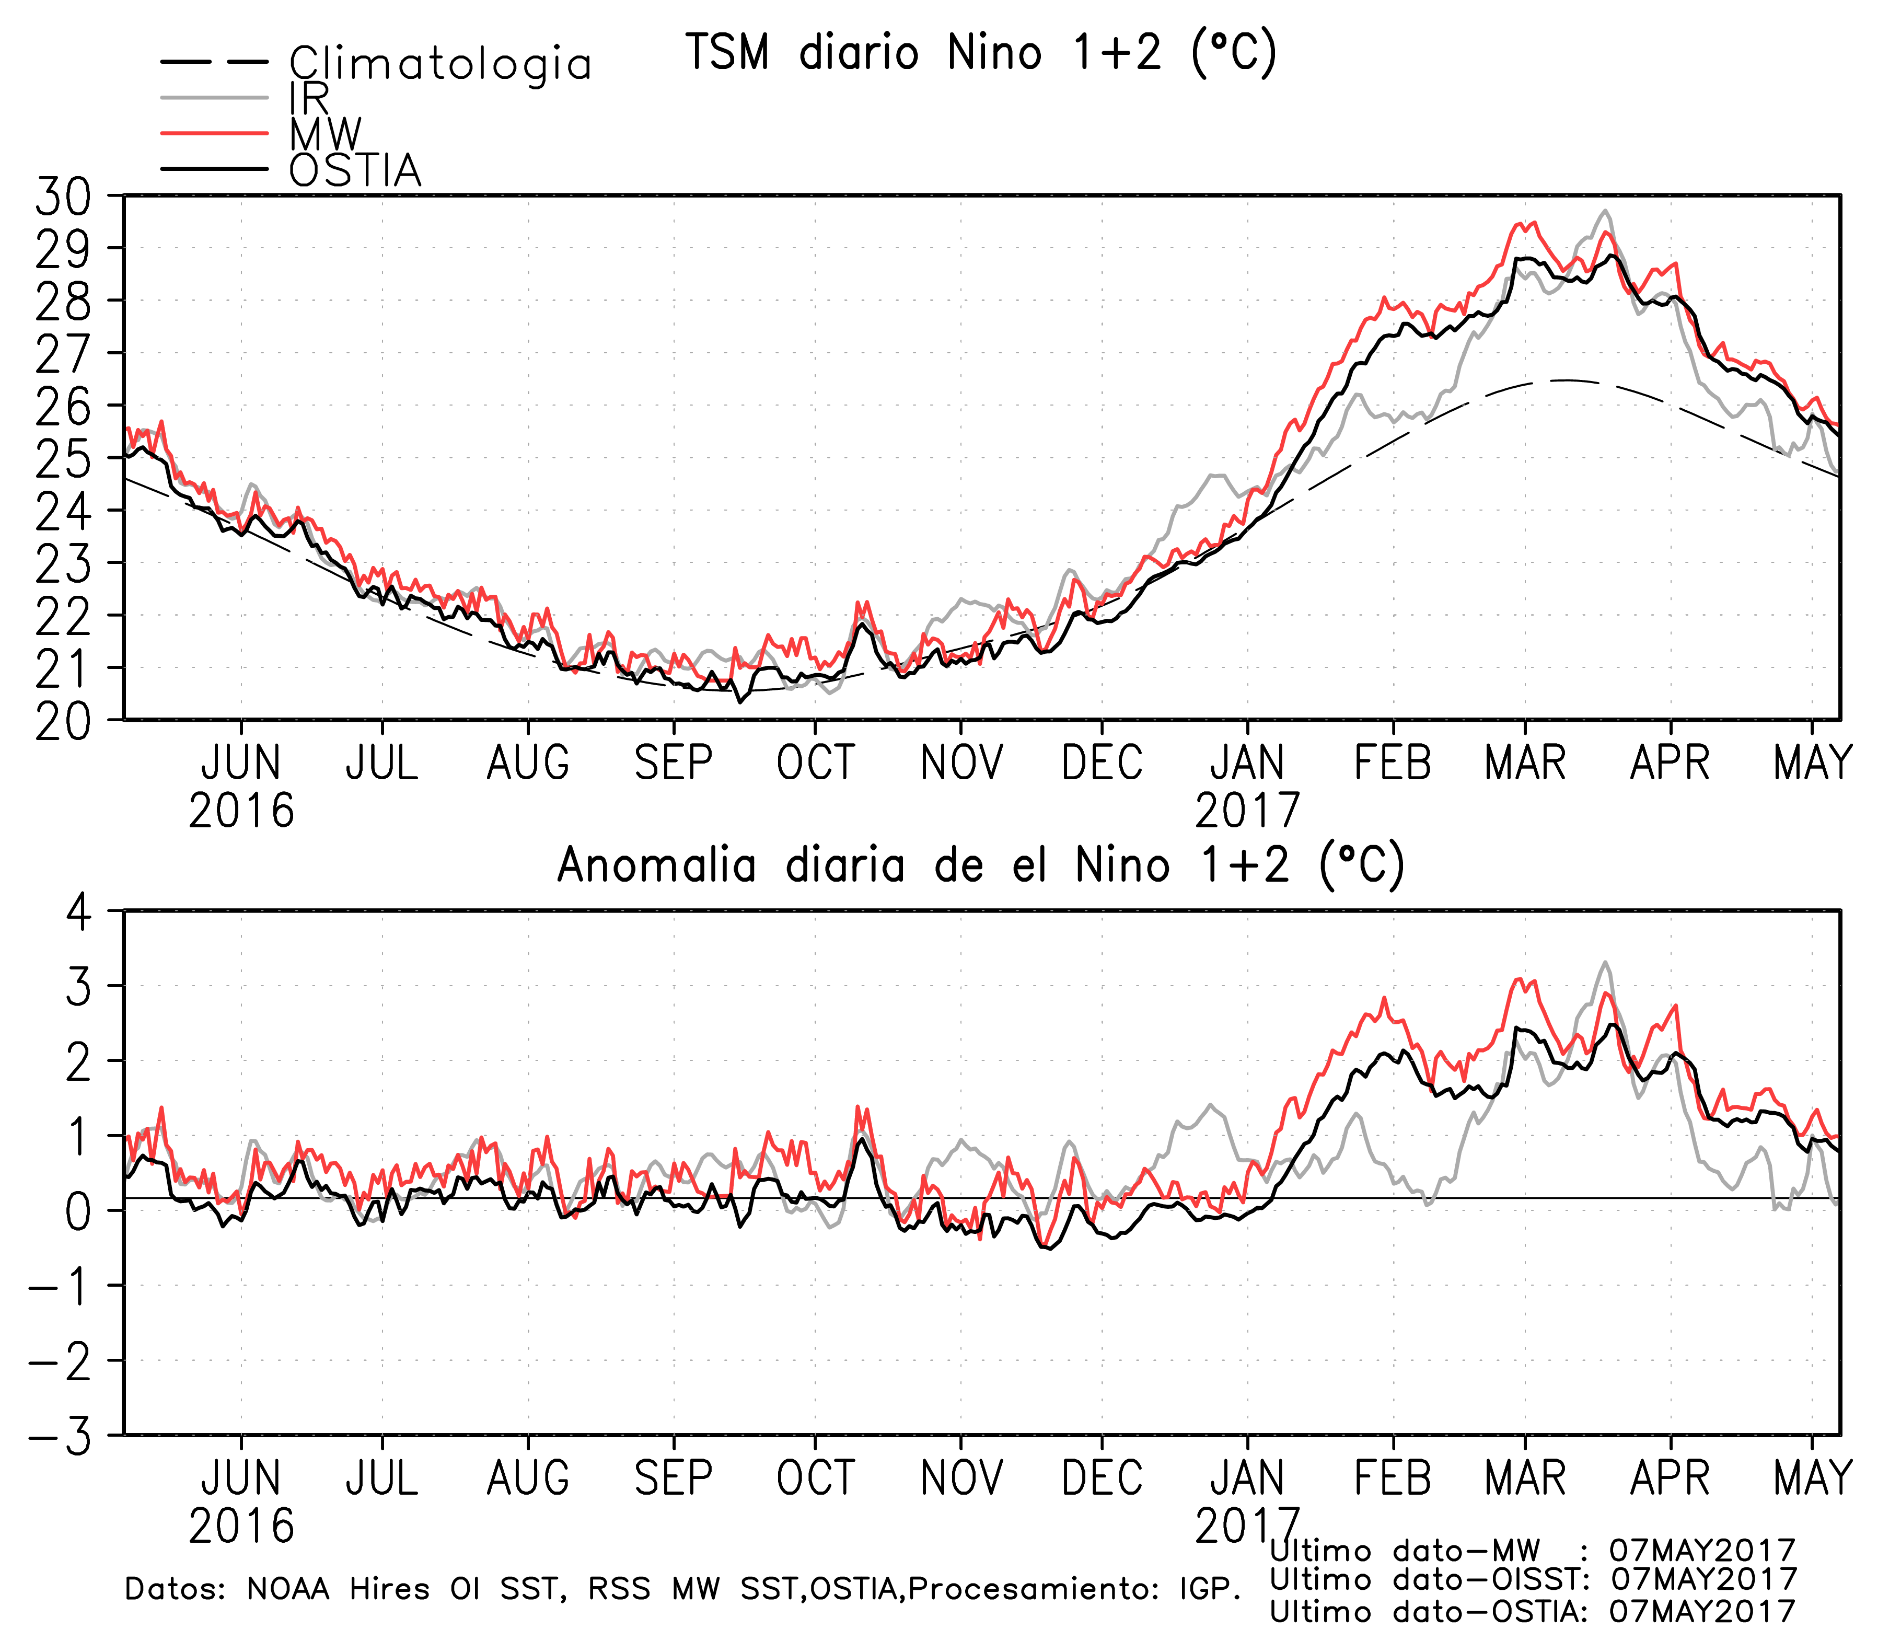 Climatologia
IR
MW
OSTIA
TSM diario Nino 1+2 (°C)
30
29
28
27
26
25
24
23
22
21
20
JUN JUL AUG SEP OCT NOV DEC JAN FEB MAR APR MAY
2016 2017
Anomalia diaria de el Nino 1+2 (°C)
4
3
2
1
0
−1
−2
−3
JUN JUL AUG SEP OCT NOV DEC JAN FEB MAR APR MAY
2016 2017
Ultimo dato−MW : 07MAY2017
Ultimo dato−OISST: 07MAY2017
Ultimo dato−OSTIA: 07MAY2017
Datos: NOAA Hires OI SST, RSS MW SST,OSTIA,Procesamiento: IGP.